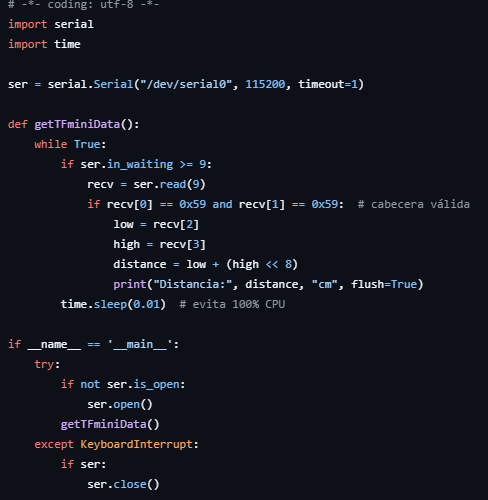 # -*- coding: utf-8 -*-
import serial
import time

ser = serial.Serial("/dev/serial0", 115200, timeout=1)

def getTFminiData():
    while True:
        if ser.in_waiting >= 9:
            recv = ser.read(9)
            if recv[0] == 0x59 and recv[1] == 0x59:  # cabecera válida
                low = recv[2]
                high = recv[3]
                distance = low + (high << 8)
                print("Distancia:", distance, "cm", flush=True)
        time.sleep(0.01)  # evita 100% CPU

if __name__ == '__main__':
    try:
        if not ser.is_open:
            ser.open()
        getTFminiData()
    except KeyboardInterrupt:
        if ser:
            ser.close()